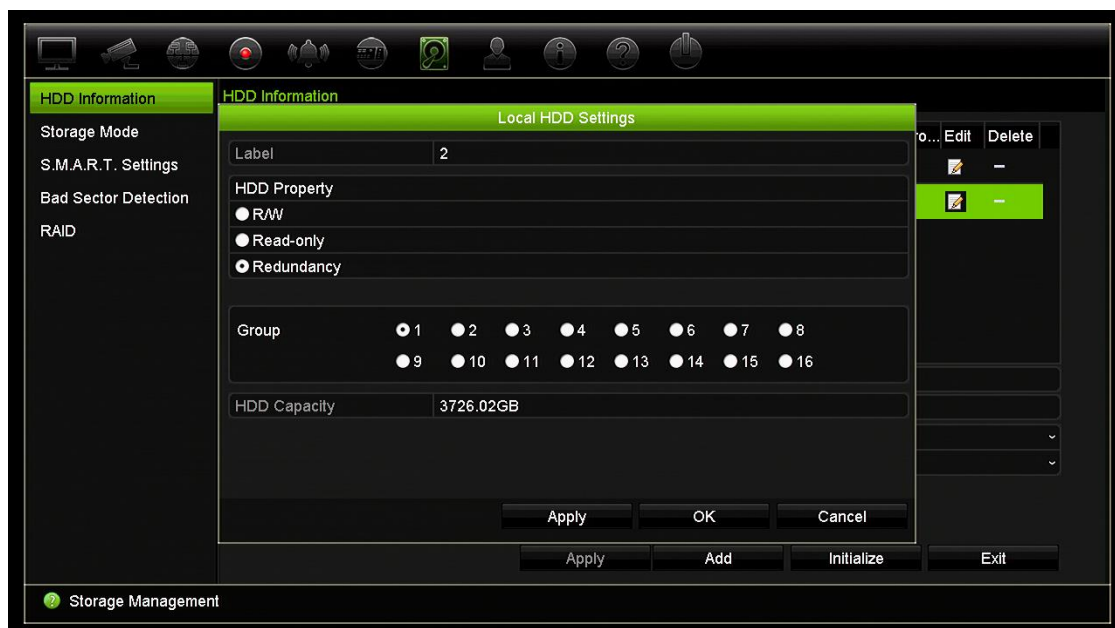 HDD Information
Storage Mode
S.M.A.R.T. Settings
Bad Sector Detection
RAID
HDD Information
Local HDD Settings
Label 2
HDD Property
R/W
Read-only
Redundancy
Group 1 2 3 4 5 6 7 8
9 10 11 12 13 14 15 16
HDD Capacity 3726.02GB
Apply OK Cancel
o... Edit Delete
Apply Add Initialize Exit
Storage Management